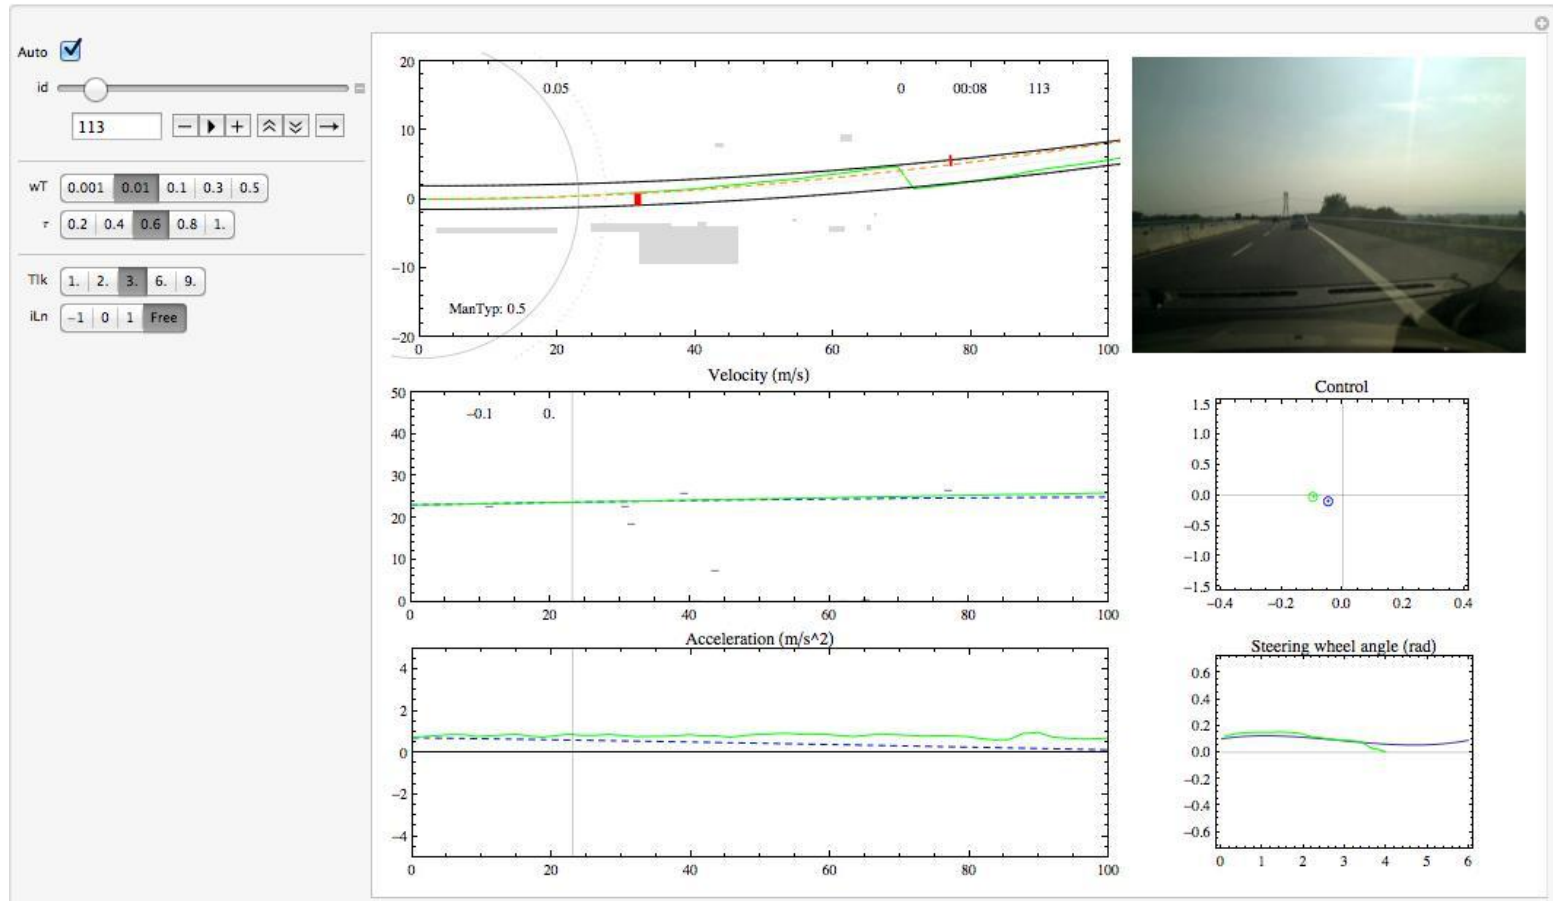 Auto
id
113
wT 0.001 0.01 0.1 0.3 0.5
τ 0.2 0.4 0.6 0.8 1.
Tlk 1. 2. 3. 6. 9.
iLn −1 0 1 Free
20
10
0
−10
−20
0.05 0 00:08 113
ManTyp: 0.5
0 20 40 60 80 100
Velocity (m/s)
50
40
30
20
10
0
−0.1 0.
0 20 40 60 80 100
Acceleration (m/s^2)
4
2
0
−2
−4
0 20 40 60 80 100
Control
1.5
1.0
0.5
0.0
−0.5
−1.0
−1.5
−0.4 −0.2 0.0 0.2 0.4
Steering wheel angle (rad)
0.6
0.4
0.2
0.0
−0.2
−0.4
−0.6
0 1 2 3 4 5 6